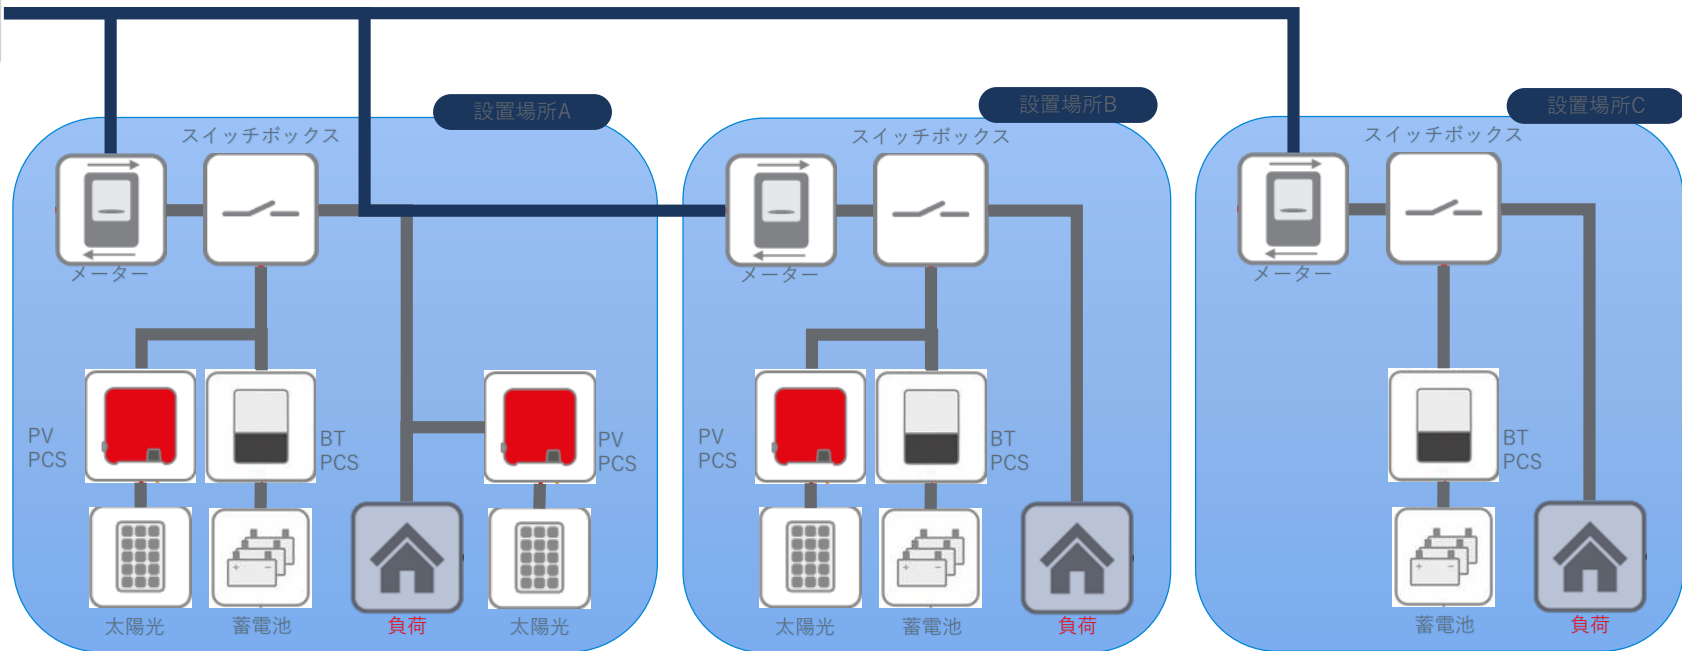 設置場所A
スイッチボックス
メーター
PV
PCS
BT
PCS
PV
PCS
太陽光
蓄電池
負荷
太陽光
設置場所B
スイッチボックス
メーター
PV
PCS
BT
PCS
太陽光
蓄電池
負荷
設置場所C
スイッチボックス
メーター
BT
PCS
蓄電池
負荷